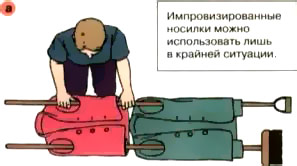 а
Импровизированные
носилки можно
использовать лишь
в крайней ситуации.